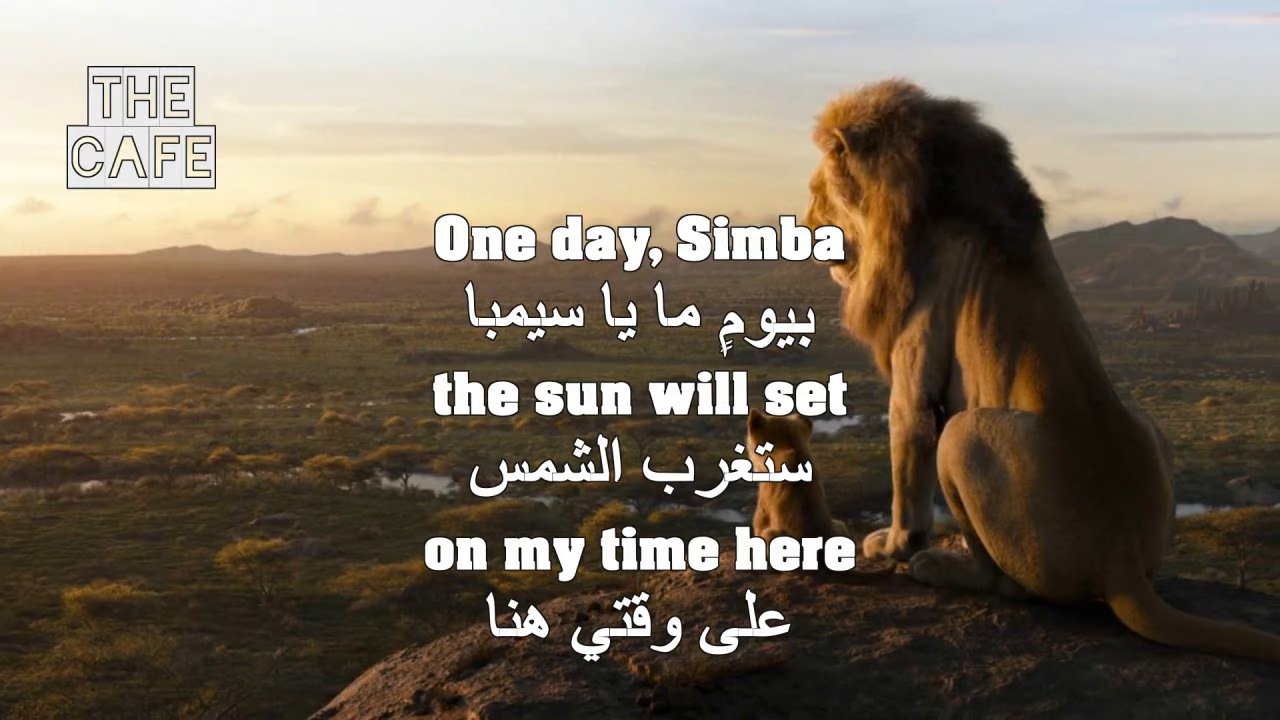 THE
CAFE
One day, Simba
بيومٍ ما يا سيمبا
the sun will set
ستغرب الشمس
on my time here
على وقتي هنا